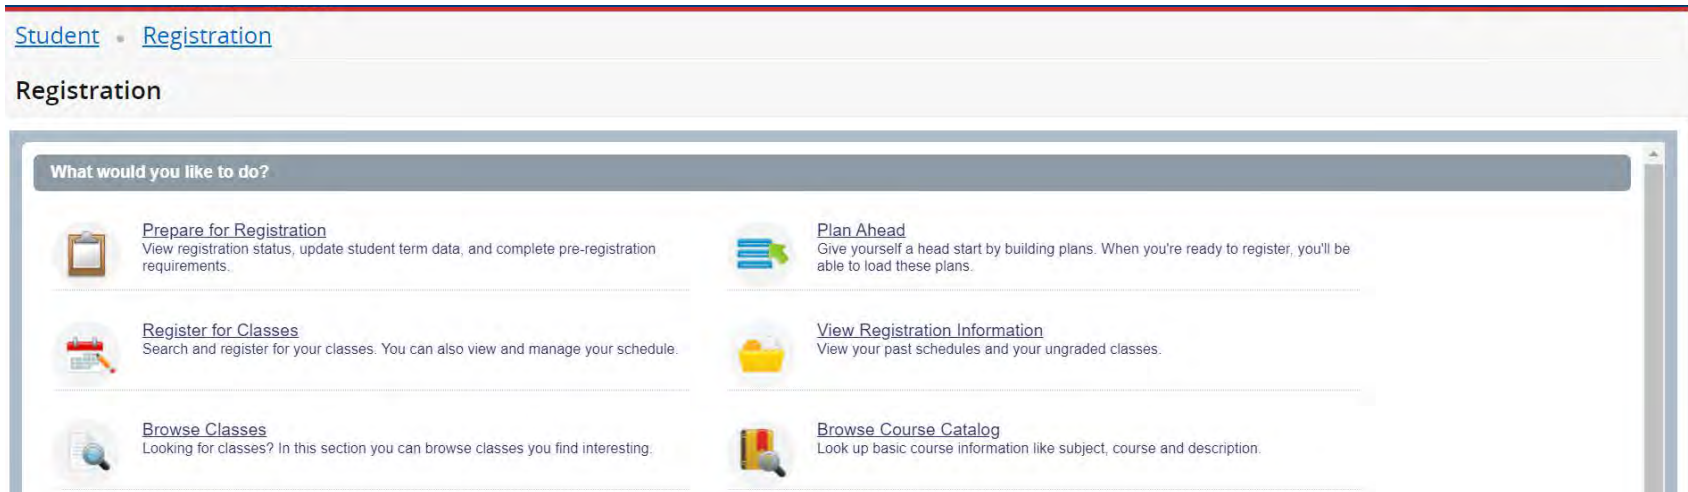 Student • Registration
Registration
What would you like to do?
Prepare for Registration
View registration status, update student term data, and complete pre-registration
requirements.
Plan Ahead
Give yourself a head start by building plans. When you're ready to register, you'll be
able to load these plans.
Register for Classes
Search and register for your classes. You can also view and manage your schedule.
View Registration Information
View your past schedules and your ungraded classes.
Browse Classes
Looking for classes? In this section you can browse classes you find interesting.
Browse Course Catalog
Look up basic course information like subject, course and description.